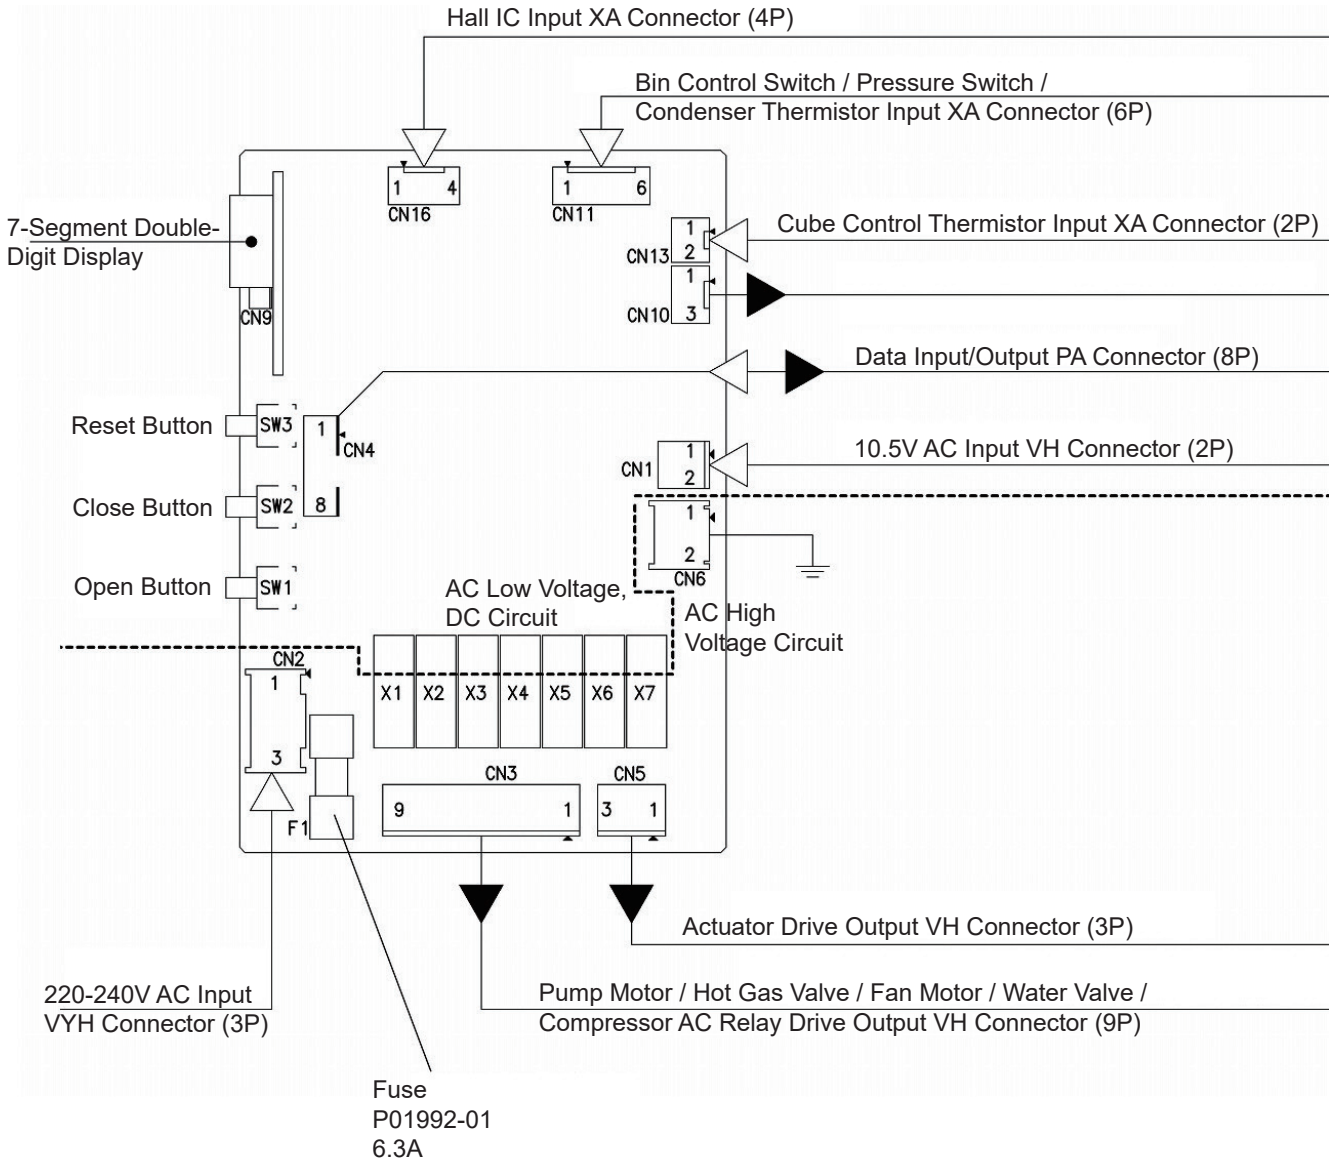 Hall IC Input XA Connector (4P)
Bin Control Switch / Pressure Switch /
Condenser Thermistor Input XA Connector (6P)
1 4
CN16
1 6
CN11
7-Segment Double-
Digit Display
CN9
1
2
CN13
Cube Control Thermistor Input XA Connector (2P)
1
3
CN10
Data Input/Output PA Connector (8P)
Reset Button
SW3
1
CN4
8
10.5V AC Input VH Connector (2P)
CN1
1
2
Close Button
SW2
1
2
CN6
Open Button
SW1
AC Low Voltage,
DC Circuit
AC High
Voltage Circuit
CN2
1
3
X1 X2 X3 X4 X5 X6 X7
F1
CN3
9 1
CN5
3 1
Actuator Drive Output VH Connector (3P)
220-240V AC Input
VYH Connector (3P)
Pump Motor / Hot Gas Valve / Fan Motor / Water Valve /
Compressor AC Relay Drive Output VH Connector (9P)
Fuse
P01992-01
6.3A